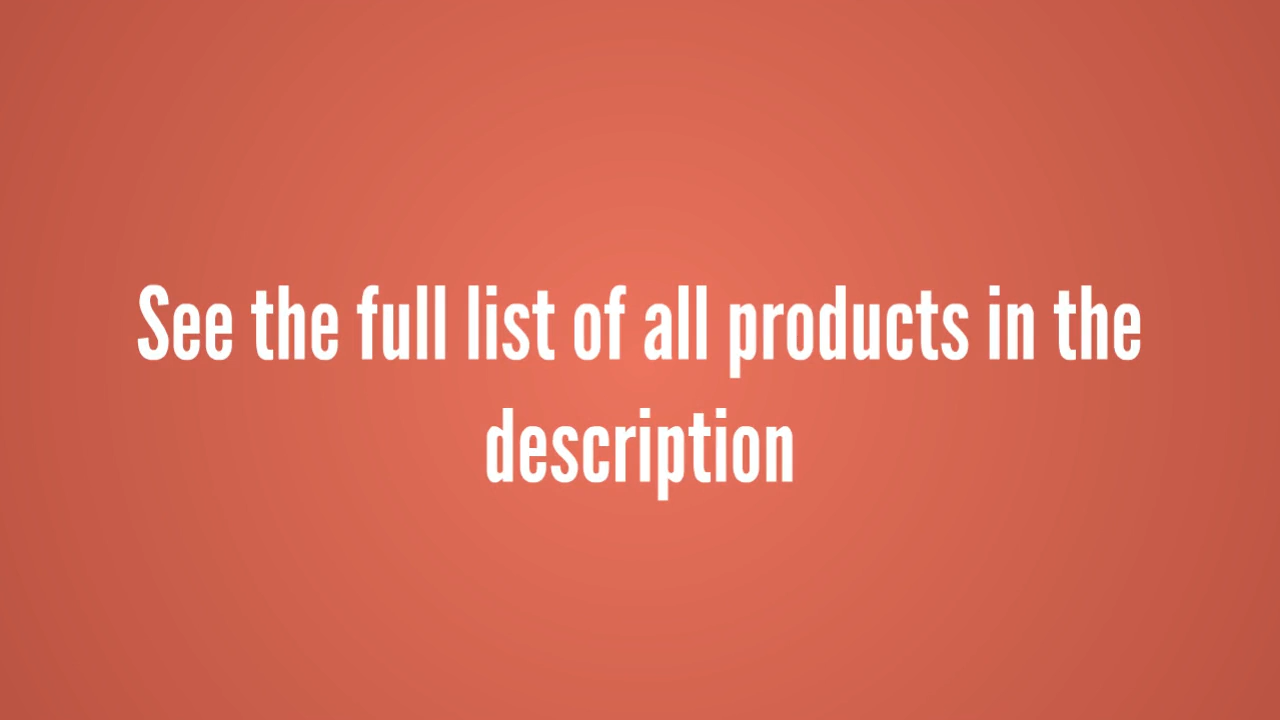 See the full list of all products in the
description